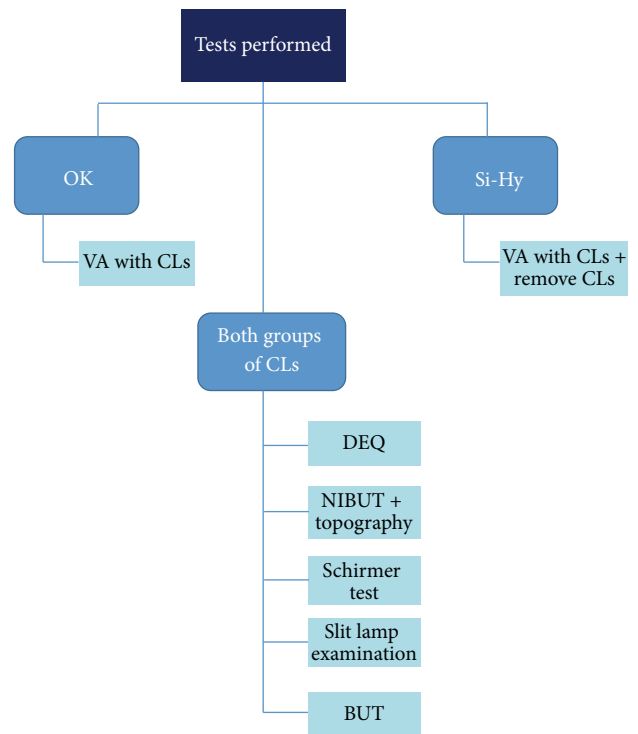 Tests performed
OK
Si-Hy
VA with CLs
VA with CLs +
remove CLs
Both groups
of CLs
DEQ
NIBUT +
topography
Schirmer
test
Slit lamp
examination
BUT